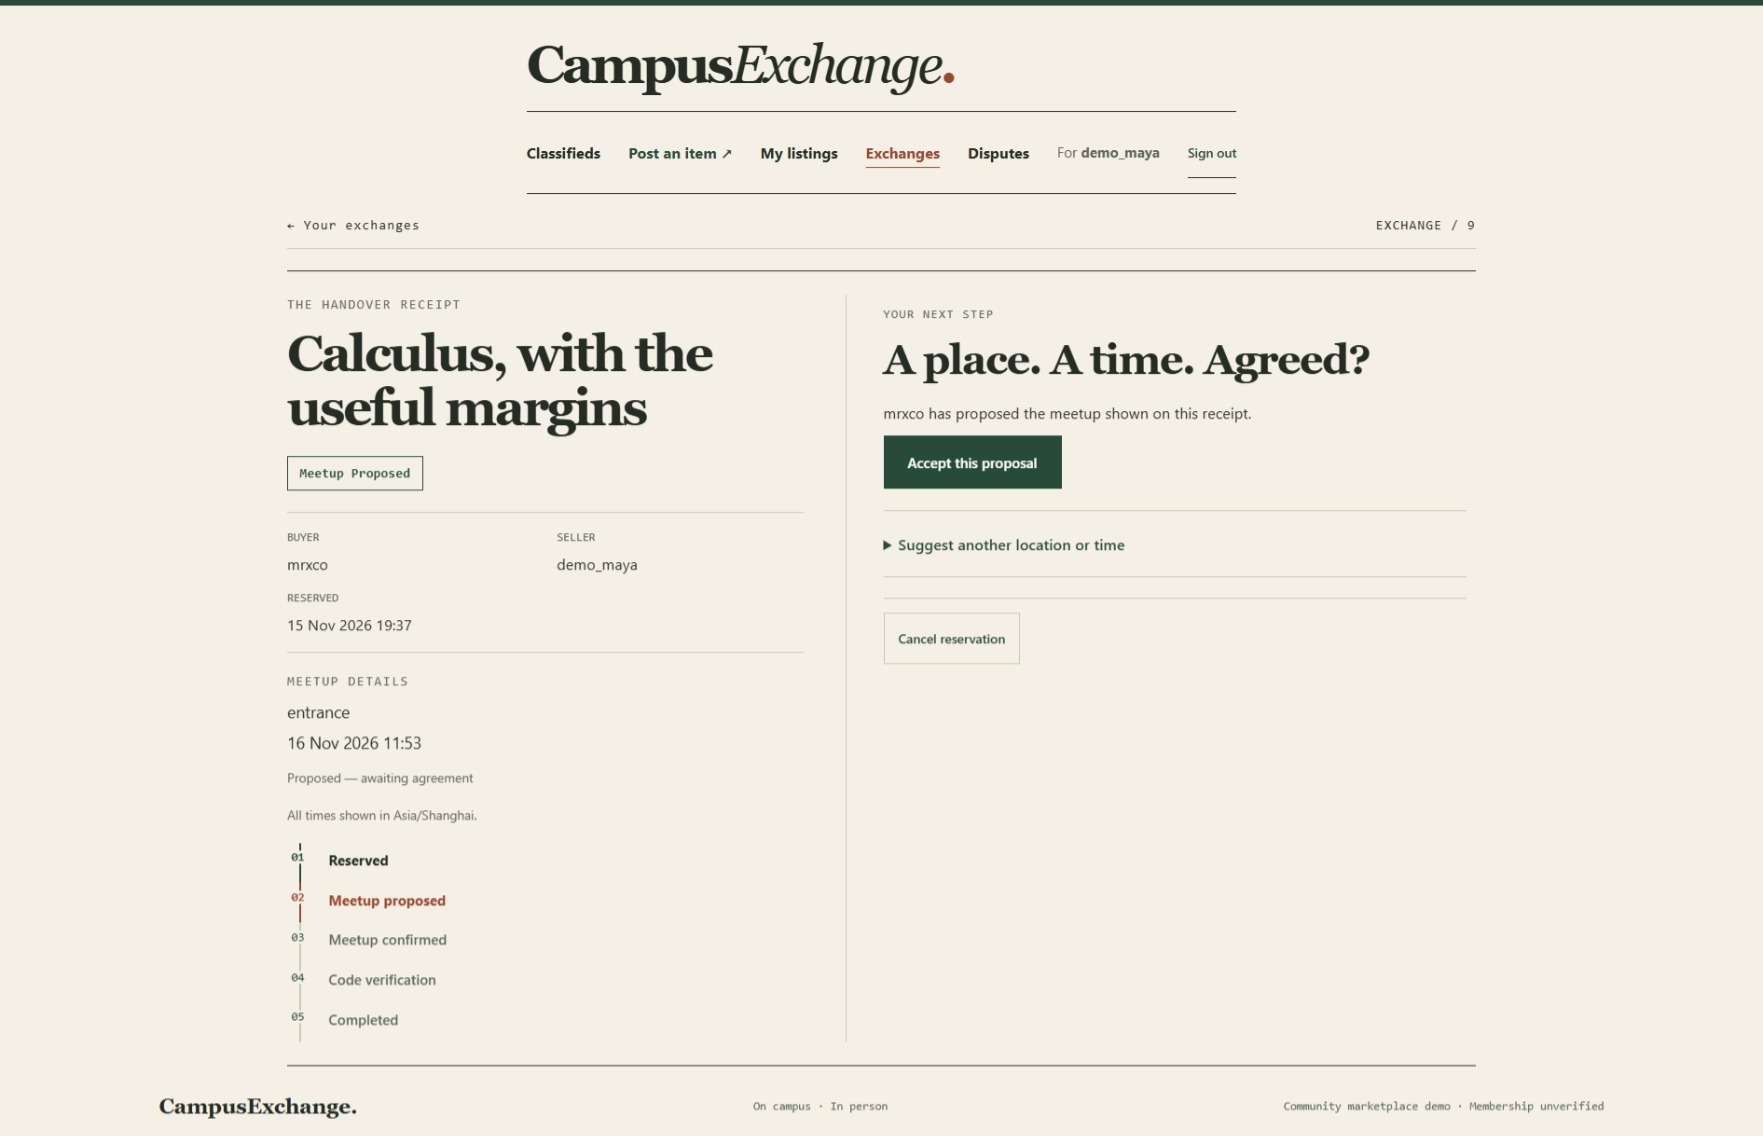 CampusExchange.
Classifieds Post an item ↗ My listings Exchanges Disputes For demo_maya Sign out
← Your exchanges
EXCHANGE / 9
THE HANDOVER RECEIPT
Calculus, with the
useful margins
Meetup Proposed
BUYER
mrxco
SELLER
demo_maya
RESERVED
15 Nov 2026 19:37
MEETUP DETAILS
entrance
16 Nov 2026 11:53
Proposed — awaiting agreement
All times shown in Asia/Shanghai.
01 Reserved
02 Meetup proposed
03 Meetup confirmed
04 Code verification
05 Completed
YOUR NEXT STEP
A place. A time. Agreed?
mrxco has proposed the meetup shown on this receipt.
Accept this proposal
▶ Suggest another location or time
Cancel reservation
CampusExchange.
On campus · In person
Community marketplace demo · Membership unverified